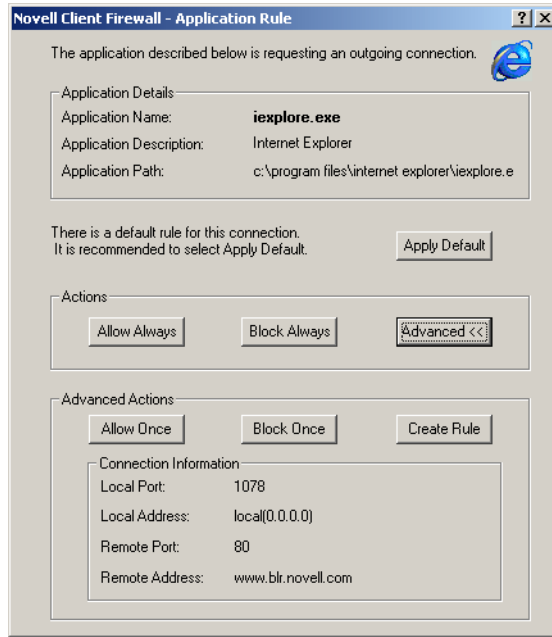 Novell Client Firewall - Application Rule
The application described below is requesting an outgoing connection.
Application Details
Application Name: iexplore.exe
Application Description: Internet Explorer
Application Path: c:\program files\internet explorer\iexplore.e
There is a default rule for this connection.
It is recommended to select Apply Default.
Apply Default
Actions
Allow Always Block Always Advanced <<
Advanced Actions
Allow Once Block Once Create Rule
Connection Information
Local Port: 1078
Local Address: local(0.0.0.0)
Remote Port: 80
Remote Address: www.blr.novell.com